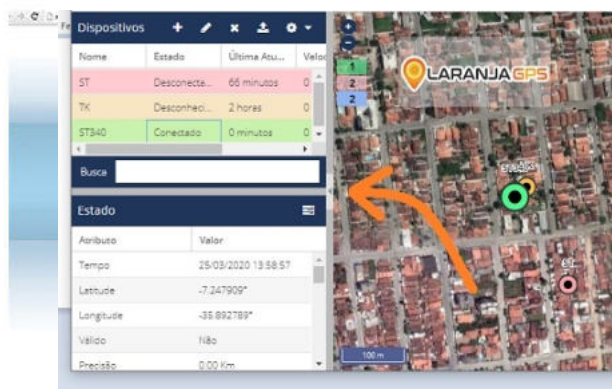 Dispositivos
Nome Estado Última Atu... Veloc
ST Desconecta... 66 minutos 0
TK Desconheci... 2 horas 0
ST340 Conectado 0 minutos 0
Busca
Estado
Atributo Valor
Tempo 25/03/2020 13:58:57
Latitude -7.247909°
Longitude -35.892789°
Válido Não
Precisão 0.00 Km
1
2
2
LARANJA GPS
ST340
ST
100 m